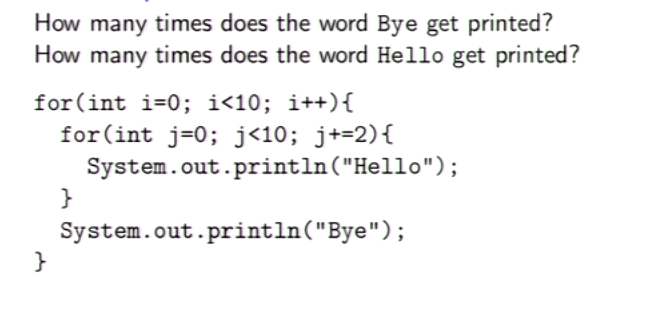 How many times does the word Bye get printed?
How many times does the word Hello get printed?
for(int i=0; i<10; i++){
for(int j=0; j<10; j+=2){
System.out.println("Hello");
}
System.out.println("Bye");
}